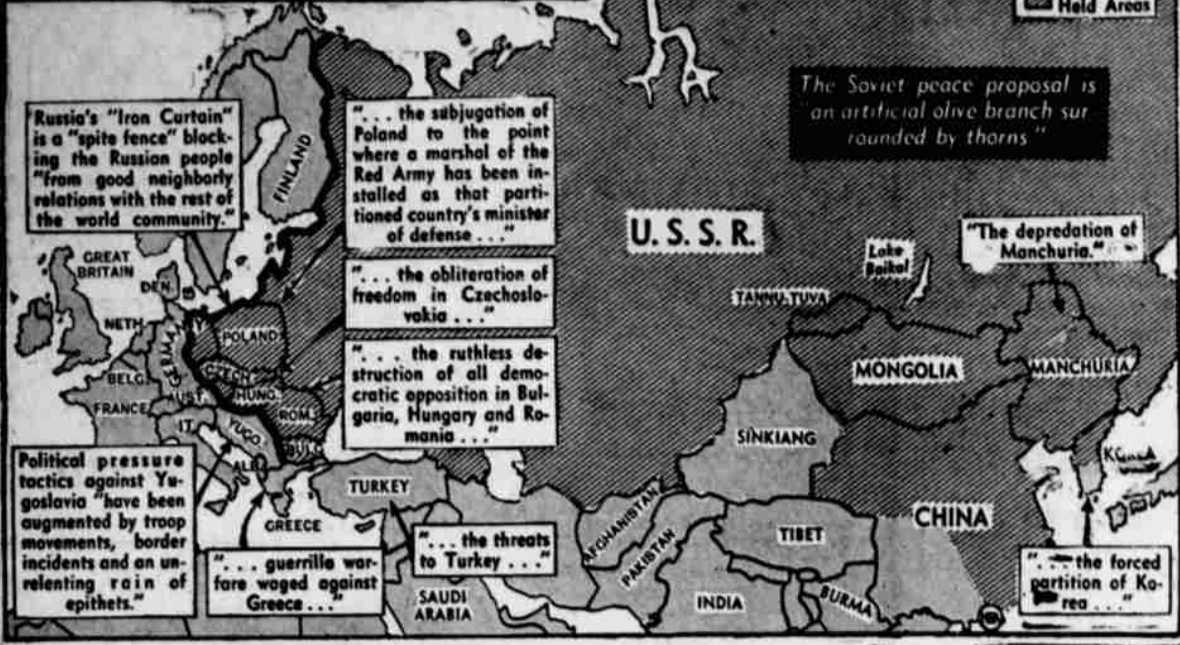 Held Areas
Russia's "Iron Curtain"
is a "spite fence" block-
ing the Russian people
"from good neighborly
relations with the rest of
the world community."
". . . the subjugation of
Poland to the point
where a marshal of the
Red Army has been in-
stalled as that parti-
tioned country's minister
of defense . . ."
The Soviet peace proposal is
"an artificial olive branch sur
rounded by thorns"
FINLAND
U. S. S. R.
"The depredation of
Manchuria."
Lake
Baikal
GREAT
BRITAIN
DEN.
". . . the obliteration of
freedom in Czechoslo-
vakia . . ."
TANNU TUVA
NETH.
POLAND
". . . the ruthless de-
struction of all demo-
cratic opposition in Bul-
garia, Hungary and Ro-
mania . . ."
MONGOLIA
MANCHURIA
BELG.
CZECH.
HUNG.
FRANCE
AUST.
ROM.
IT.
YUGO.
BULG.
SINKIANG
ALB.
KOREA
Political pressure
tactics against Yu-
goslavia "have been
augmented by troop
movements, border
incidents and an un-
relenting rain of
epithets."
TURKEY
GREECE
AFGHANISTAN
PAKISTAN
TIBET
CHINA
". . . guerrilla war-
fare waged against
Greece . . ."
". . . the threats
to Turkey . . ."
SAUDI
ARABIA
INDIA
BURMA
". . . the forced
partition of Ko-
rea . . ."